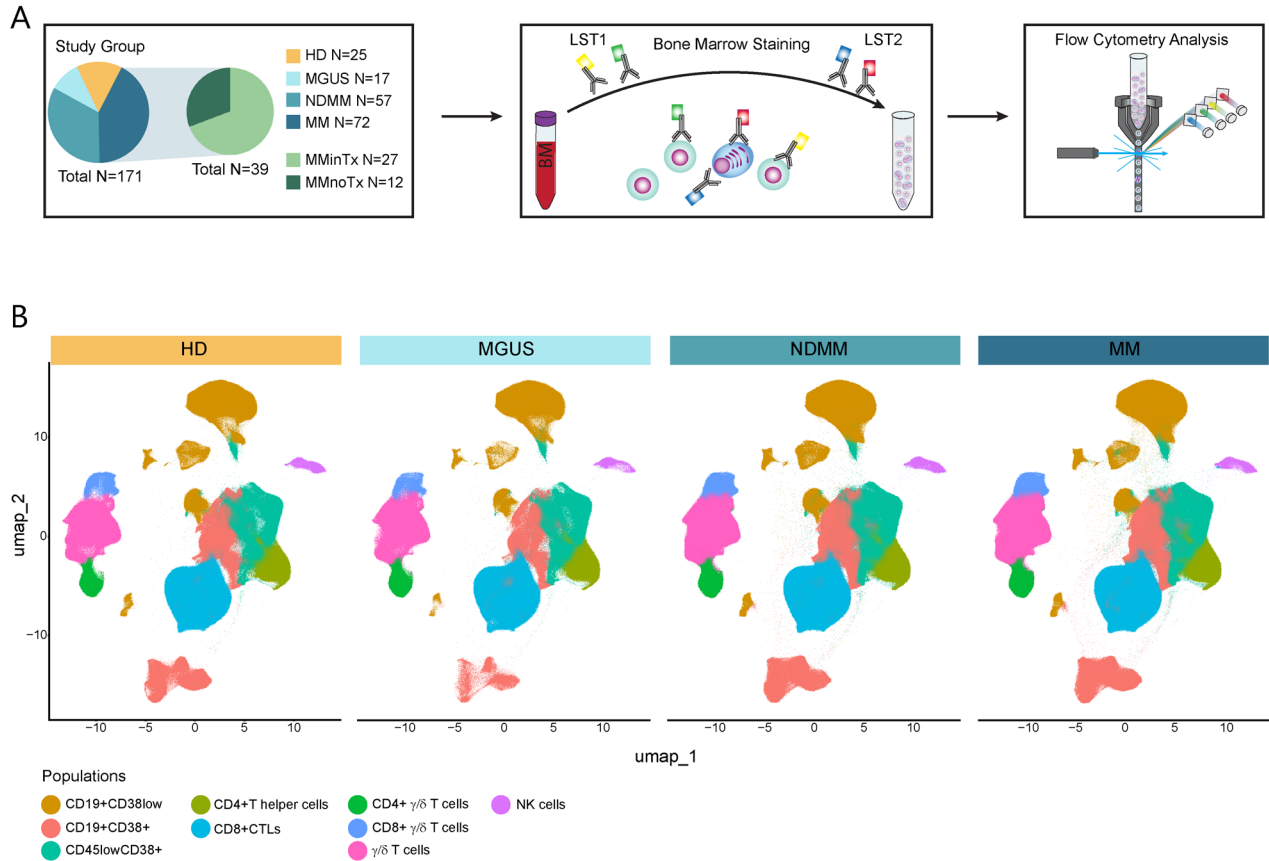 A
Study Group
HD N=25
MGUS N=17
NDMM N=57
MM N=72
MMinTx N=27
MMnoTx N=12
Total N=171
Total N=39
LST1
Bone Marrow Staining
LST2
BM
Flow Cytometry Analysis
B
HD
MGUS
NDMM
MM
umap_2
10
0
−10
−10 −5 0 5 10
−10 −5 0 5 10
−10 −5 0 5 10
−10 −5 0 5 10
umap_1
Populations
CD19+CD38low
CD19+CD38+
CD45lowCD38+
CD4+T helper cells
CD8+CTLs
CD4+ γ/δ T cells
CD8+ γ/δ T cells
γ/δ T cells
NK cells